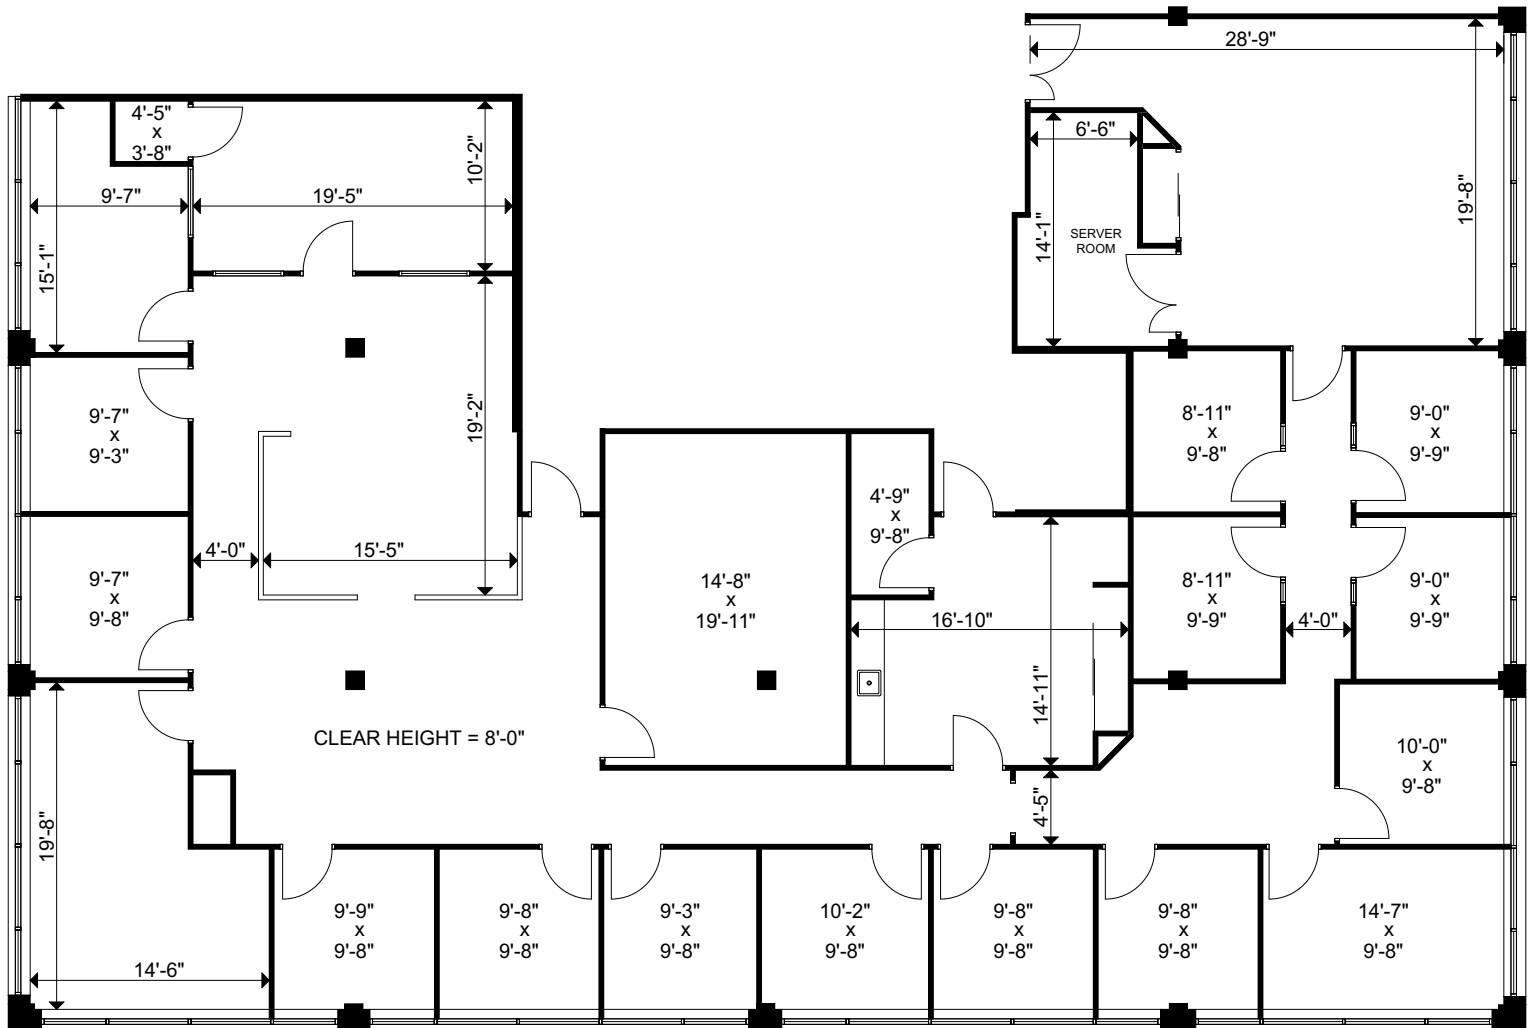 28'-9"
4'-5"
x
3'-8"
10'-2"
6'-6"
9'-7"
19'-5"
19'-8"
15'-1"
14'-1"
SERVER
ROOM
19'-2"
9'-7"
x
9'-3"
8'-11"
x
9'-8"
9'-0"
x
9'-9"
4'-9"
x
9'-8"
4'-0"
15'-5"
9'-7"
x
9'-8"
14'-8"
x
19'-11"
16'-10"
8'-11"
x
9'-9"
4'-0"
9'-0"
x
9'-9"
14'-11"
CLEAR HEIGHT = 8'-0"
10'-0"
x
9'-8"
4'-5"
19'-8"
14'-6"
9'-9"
x
9'-8"
9'-8"
x
9'-8"
9'-3"
x
9'-8"
10'-2"
x
9'-8"
9'-8"
x
9'-8"
9'-8"
x
9'-8"
14'-7"
x
9'-8"